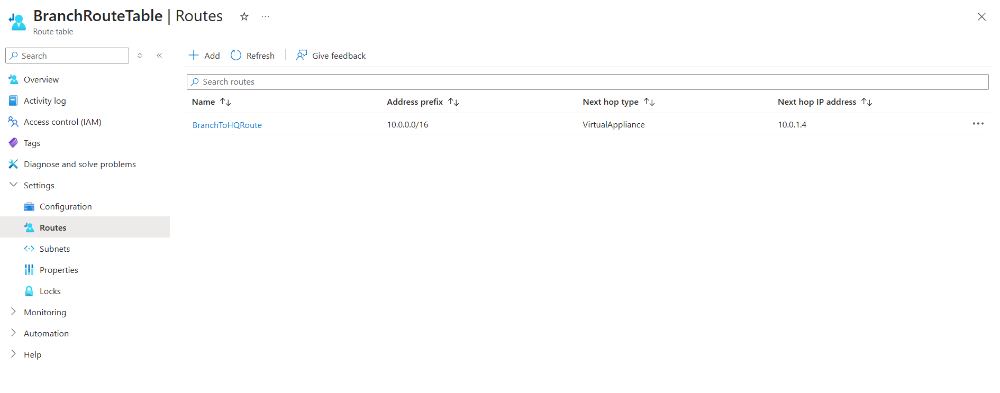 BranchRouteTable | Routes
Route table
Search
Overview
Activity log
Access control (IAM)
Tags
Diagnose and solve problems
Settings
Configuration
Routes
Subnets
Properties
Locks
Monitoring
Automation
Help
Add Refresh Give feedback
Search routes
Name Address prefix Next hop type Next hop IP address
BranchToHQRoute 10.0.0.0/16 VirtualAppliance 10.0.1.4